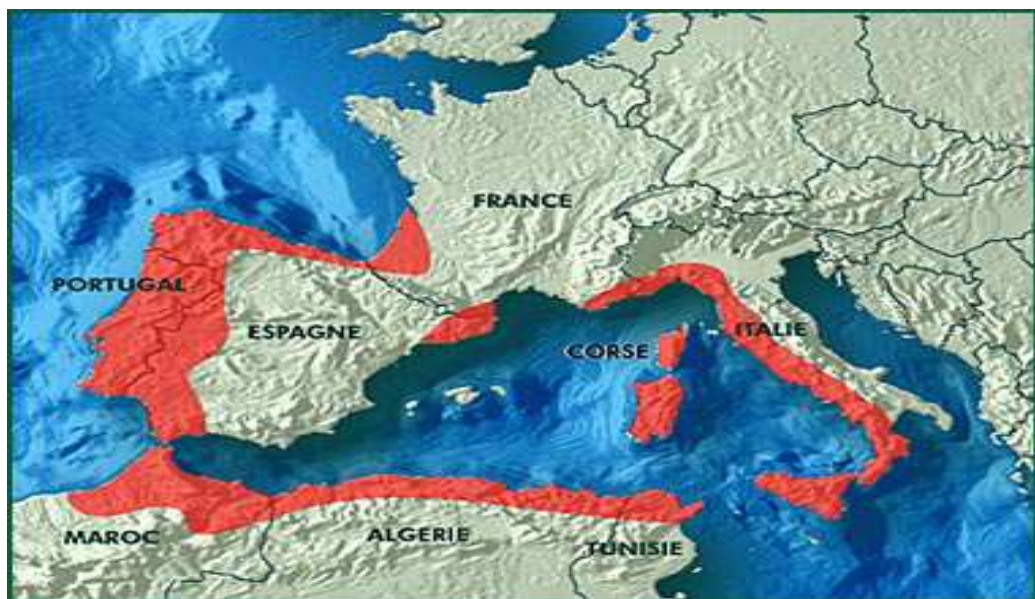 FRANCE
PORTUGAL
ESPAGNE
ITALIE
CORSE
MAROC
ALGERIE
TUNISIE